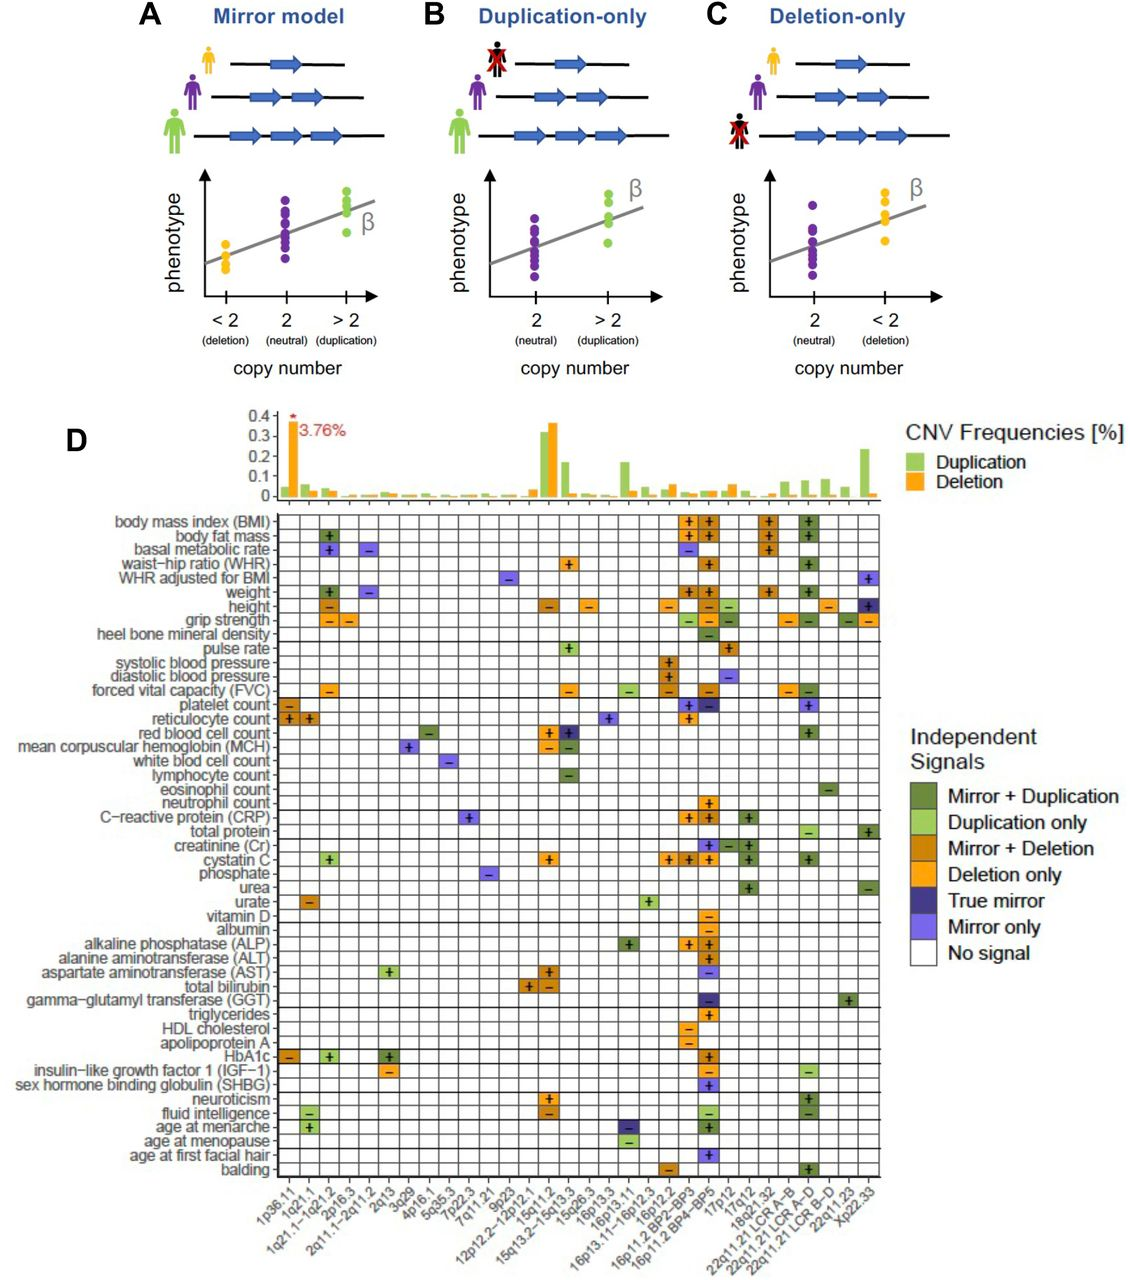 A Mirror model
B Duplication-only
C Deletion-only
phenotype
β
< 2
2
> 2
(deletion)
(neutral)
(duplication)
copy number
phenotype
β
2
> 2
(neutral)
(duplication)
copy number
phenotype
β
2
< 2
(neutral)
(deletion)
copy number
D
0.4
0.3
0.2
0.1
0
*
3.76%
CNV Frequencies [%]
Duplication
Deletion
body mass index (BMI)
body fat mass
basal metabolic rate
waist−hip ratio (WHR)
WHR adjusted for BMI
weight
height
grip strength
heel bone mineral density
pulse rate
systolic blood pressure
diastolic blood pressure
forced vital capacity (FVC)
platelet count
reticulocyte count
red blood cell count
mean corpuscular hemoglobin (MCH)
white blod cell count
lymphocyte count
eosinophil count
neutrophil count
C−reactive protein (CRP)
total protein
creatinine (Cr)
cystatin C
phosphate
urea
urate
vitamin D
albumin
alkaline phosphatase (ALP)
alanine aminotransferase (ALT)
aspartate aminotransferase (AST)
total bilirubin
gamma−glutamyl transferase (GGT)
triglycerides
HDL cholesterol
apolipoprotein A
HbA1c
insulin−like growth factor 1 (IGF−1)
sex hormone binding globulin (SHBG)
neuroticism
fluid intelligence
age at menarche
age at menopause
age at first facial hair
balding
Independent
Signals
Mirror + Duplication
Duplication only
Mirror + Deletion
Deletion only
True mirror
Mirror only
No signal
1p36.11
1q21.1
1q21.1−1q21.2
2p16.3
2q11.1−2q11.2
2q13
3q29
4p16.1
5q35.3
7p22.3
7q11.21
9p23
12p12.2−12p12.1
15q11.2
15q13.2−15q13.3
15q26.3
16p13.3
16p13.11
16p13.11−16p12.3
16p12.2
16p11.2 BP2−BP3
16p11.2 BP4−BP5
17p12
17q12
18q21.32
22q11.21 LCR A−B
22q11.21 LCR A−D
22q11.21 LCR B−D
22q11.23
Xp22.33